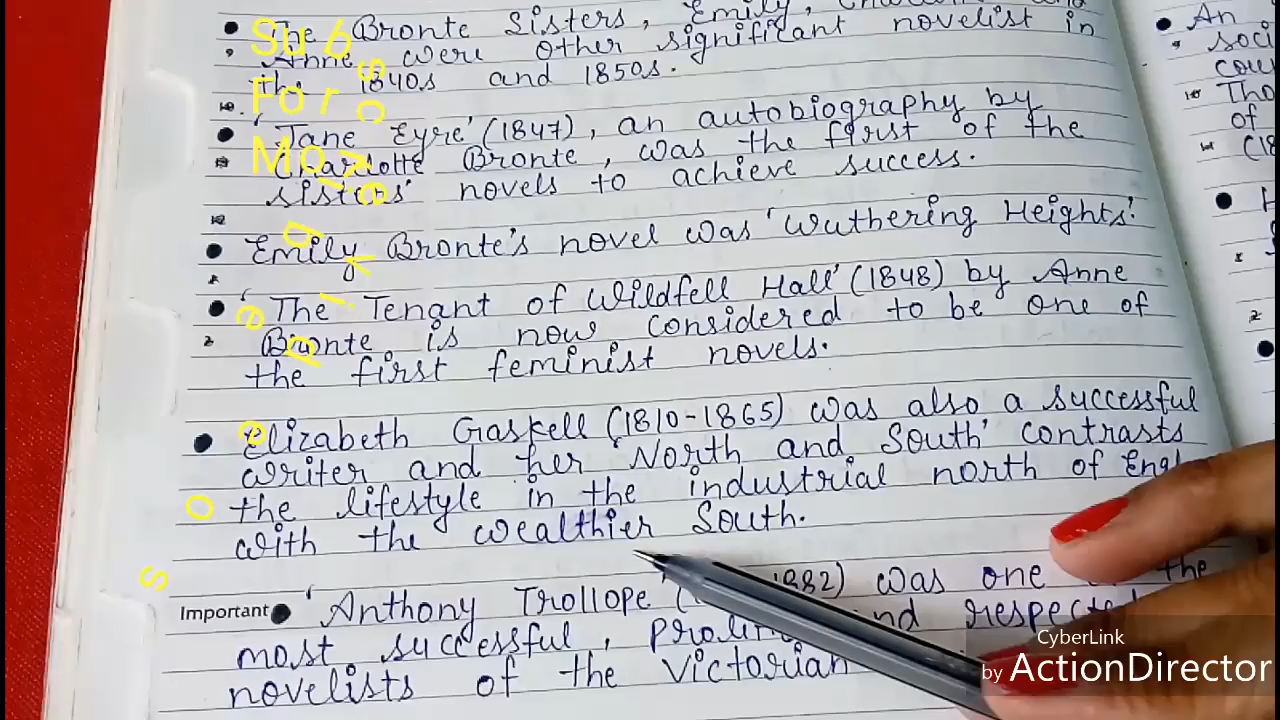 The Bronte Sisters, Emily,
Anne were other significant novelist in
the 1840s and 1850s.
'Jane Eyre' (1847), an autobiography by
Charlotte Bronte, was the first of the
sisters' novels to achieve success.
Emily Bronte's novel was 'Wuthering Heights'.
'The Tenant of Wildfell Hall' (1848) by Anne
Bronte is now considered to be one of
the first feminist novels.
Elizabeth Gaskell (1810-1865) was also a successful
writer and her 'North and South' contrasts
the lifestyle in the industrial north of
with the wealthier South.
Important 'Anthony Trollope 1882) was one the
most successful,
novelists of the Victorian
An
of
Sub
For
Mo
CyberLink
by ActionDirector